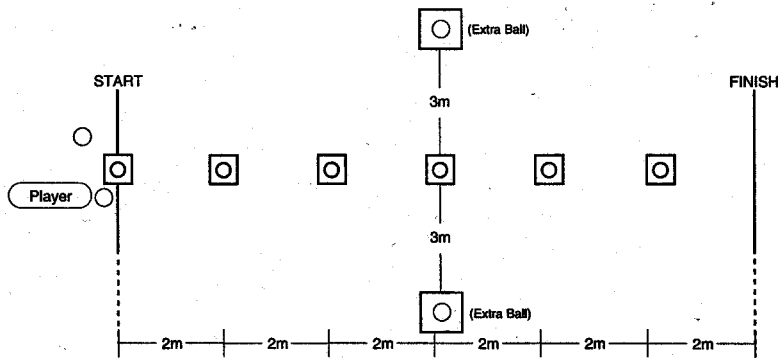 (Extra Ball)
START
FINISH
3m
Player
3m
(Extra Ball)
2m 2m 2m 2m 2m 2m